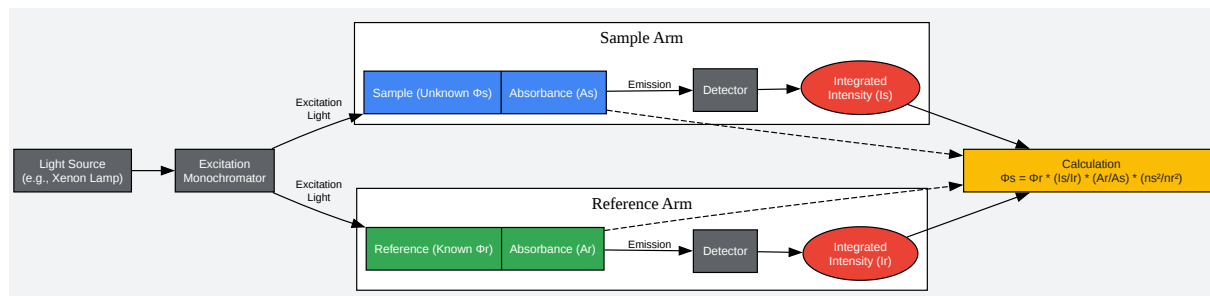 Sample Arm
Sample (Unknown Φs)
Absorbance (As)
Emission
Detector
Integrated
Intensity (Is)
Excitation
Light
Light Source
(e.g., Xenon Lamp)
Excitation
Monochromator
Calculation
Φs = Φr * (Is/Ir) * (Ar/As) * (ns²/nr²)
Excitation
Light
Reference Arm
Reference (Known Φr)
Absorbance (Ar)
Emission
Detector
Integrated
Intensity (Ir)